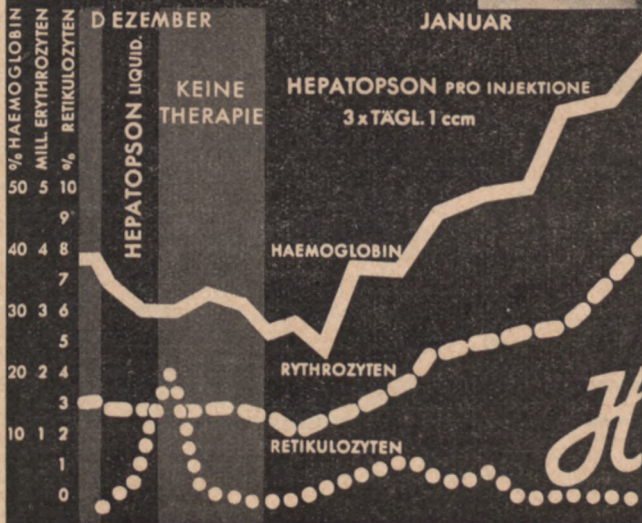 % HAEMOGLOBIN
MILL. ERYTHROZYTEN
% RETIKULOZYTEN
DEZEMBER
JANUAR
HEPATOPSON LIQUID.
KEINE
THERAPIE
HEPATOPSON PRO INJEKTIONE
3 x TÄGL. 1 ccm
50 5 10
9
40 4 8
7
30 3 6
5
20 2 4
3
10 1 2
1
0
HAEMOGLOBIN
RYTHROZYTEN
RETIKULOZYTEN
H